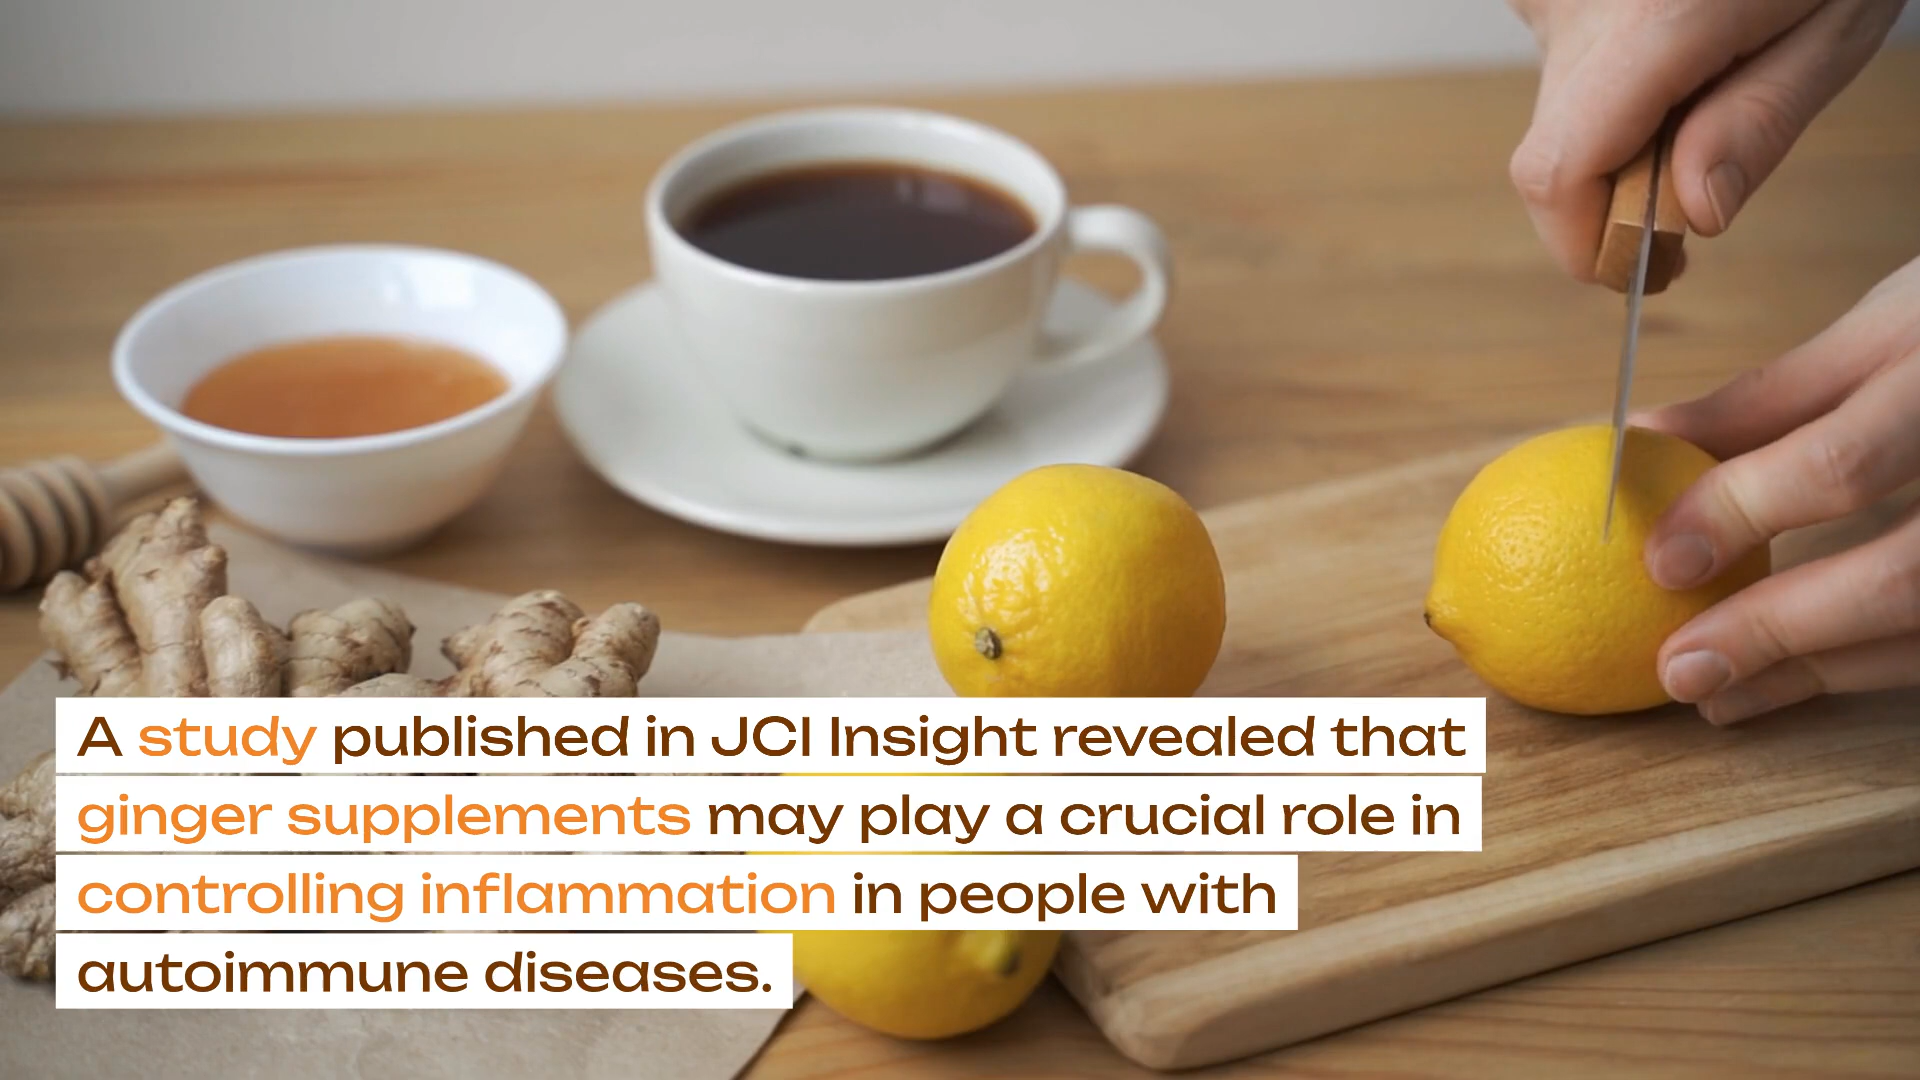 A study published in JCI Insight revealed that
ginger supplements may play a crucial role in
controlling inflammation in people with
autoimmune diseases.